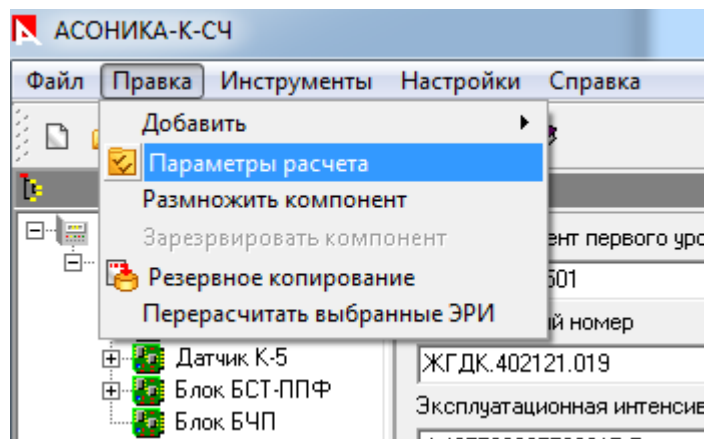 АСОНИКА-К-СЧ
Файл Правка Инструменты Настройки Справка
Добавить
Параметры расчета
Размножить компонент
Зарезрвировать компонент
Резервное копирование
Перерасчитать выбранные ЭРИ
ент первого уро
501
й номер
Датчик К-5
ЖГДК.402121.019
Блок БСТ-ППФ
Эксплуатационная интенсив
Блок БЧП